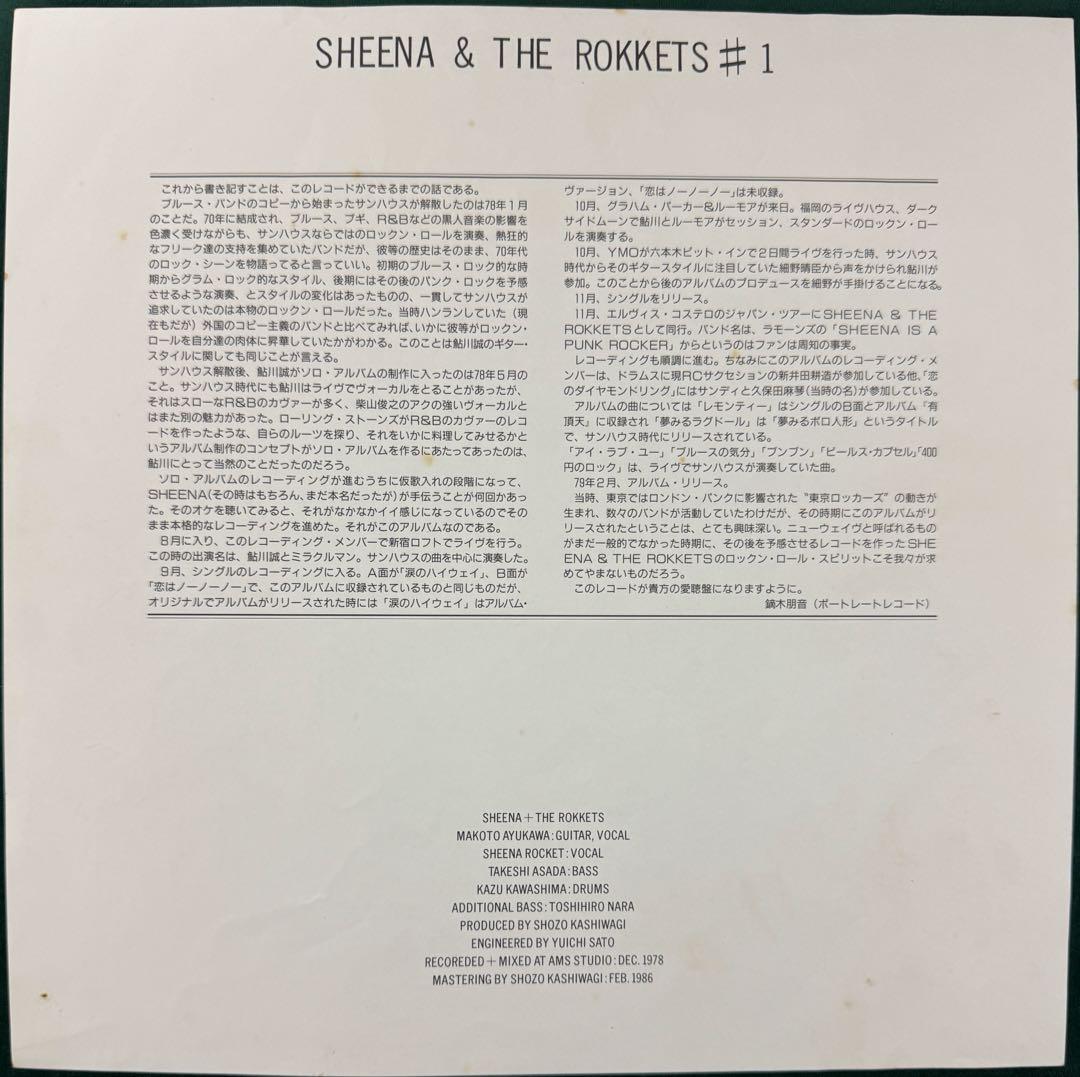 SHEENA & THE ROKKETS # 1
これから書き記すことは、このレコードができるまでの話である。
ブルース・バンドのコピーから始まったサンハウスが解散したのは78年1月
のことだ。70年に結成され、ブルース、ブギ、R&Bなどの黒人音楽の影響を
色濃く受けながらも、サンハウスならではのロックン・ロールを演奏、熱狂的
なフリーク達の支持を集めていたバンドだが、彼等の歴史はそのまま、70年代
のロック・シーンを物語ってると言っていい。初期のブルース・ロック的な時
期からグラム・ロック的なスタイル、後期にはその後のパンク・ロックを予感
させるような演奏、とスタイルの変化はあったものの、一貫してサンハウスが
追求していたのは本物のロックン・ロールだった。当時ハンランしていた（現
在もだが）外国のコピー主義のバンドと比べてみれば、いかに彼等がロックン・
ロールを自分達の肉体に昇華していたかがわかる。このことは鮎川誠のギター・
スタイルに関しても同じことが言える。
サンハウス解散後、鮎川誠がソロ・アルバムの制作に入ったのは78年5月の
こと。サンハウス時代にも鮎川はライヴでヴォーカルをとることがあったが、
それはスローなR&Bのカヴァーが多く、柴山俊之のアクの強いヴォーカルと
はまた別の魅力があった。ローリング・ストーンズがR&Bのカヴァーのレコ
ードを作ったような、自らのルーツを探り、それをいかに料理してみせるかと
いうアルバム制作のコンセプトがソロ・アルバムを作るにあたってあったのは、
鮎川にとって当然のことだったのだろう。
ソロ・アルバムのレコーディングが進むうちに仮歌入れの段階になって、
SHEENA(その時はもちろん、まだ本名だったが)が手伝うことが何回かあっ
た。そのオケを聴いてみると、それがなかなかイイ感じになっているのでその
まま本格的なレコーディングを進めた。それがこのアルバムなのである。
8月に入り、このレコーディング・メンバーで新宿ロフトでライヴを行う。
この時の出演名は、鮎川誠とミラクルマン。サンハウスの曲を中心に演奏した。
9月、シングルのレコーディングに入る。A面が「涙のハイウェイ」、B面が
「恋はノーノーノー」で、このアルバムに収録されているものと同じものだが、
オリジナルでアルバムがリリースされた時には「涙のハイウェイ」はアルバム・
ヴァージョン、「恋はノーノーノー」は未収録。
10月、グラハム・パーカー&ルーモアが来日。福岡のライヴハウス、ダーク
サイドムーンで鮎川とルーモアがセッション、スタンダードのロックン・ロー
ルを演奏する。
10月、YMOが六本木ピット・インで2日間ライヴを行った時、サンハウス
時代からそのギタースタイルに注目していた細野晴臣から声をかけられ鮎川が
参加。このことから後のアルバムのプロデュースを細野が手掛けることになる。
11月、シングルをリリース。
11月、エルヴィス・コステロのジャパン・ツアーにSHEENA & THE
ROKKETSとして同行。バンド名は、ラモーンズの「SHEENA IS A
PUNK ROCKER」からというのはファンは周知の事実。
レコーディングも順調に進む。ちなみにこのアルバムのレコーディング・メ
ンバーは、ドラムスに現RCサクセションの新井田耕造が参加している他、「恋
のダイヤモンドリング」にはサンディと久保田麻琴(当時の名)が参加している。
アルバムの曲については「レモンティー」はシングルのB面とアルバム『有
頂天』に収録され「夢みるラグドール」は「夢みるボロ人形」というタイトル
で、サンハウス時代にリリースされている。
「アイ・ラブ・ユー」「ブルースの気分」「ブンブン」「ビールス・カプセル」「400
円のロック」は、ライヴでサンハウスが演奏していた曲。
79年2月、アルバム・リリース。
当時、東京ではロンドン・パンクに影響された〝東京ロッカーズ〟の動きが
生まれ、数々のバンドが活動していたわけだが、その時期にこのアルバムがリ
リースされたということは、とても興味深い。ニューウェイヴと呼ばれるもの
がまだ一般的でなかった時期に、その後を予感させるレコードを作ったSHE
ENA & THE ROKKETSのロックン・ロール・スピリットこそ我々が求
めてやまないものだろう。
このレコードが貴方の愛聴盤になりますように。
鏑木朋音（ポートレートレコード）
SHEENA+THE ROKKETS
MAKOTO AYUKAWA:GUITAR, VOCAL
SHEENA ROCKET:VOCAL
TAKESHI ASADA:BASS
KAZU KAWASHIMA:DRUMS
ADDITIONAL BASS:TOSHIHIRO NARA
PRODUCED BY SHOZO KASHIWAGI
ENGINEERED BY YUICHI SATO
RECOREDED+MIXED AT AMS STUDIO:DEC. 1978
MASTERING BY SHOZO KASHIWAGI:FEB. 1986